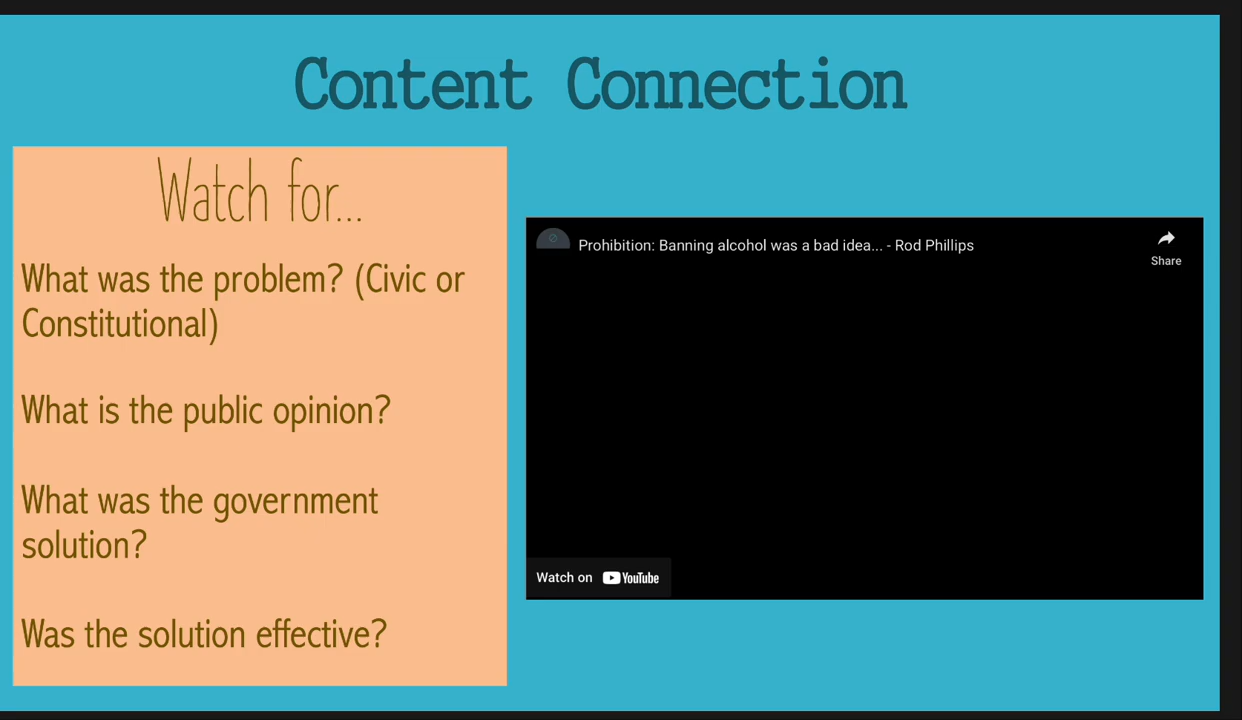 Content Connection
Watch for...
What was the problem? (Civic or
Constitutional)
What is the public opinion?
What was the government
solution?
Was the solution effective?
Prohibition: Banning alcohol was a bad idea... - Rod Phillips
Share
Watch on YouTube